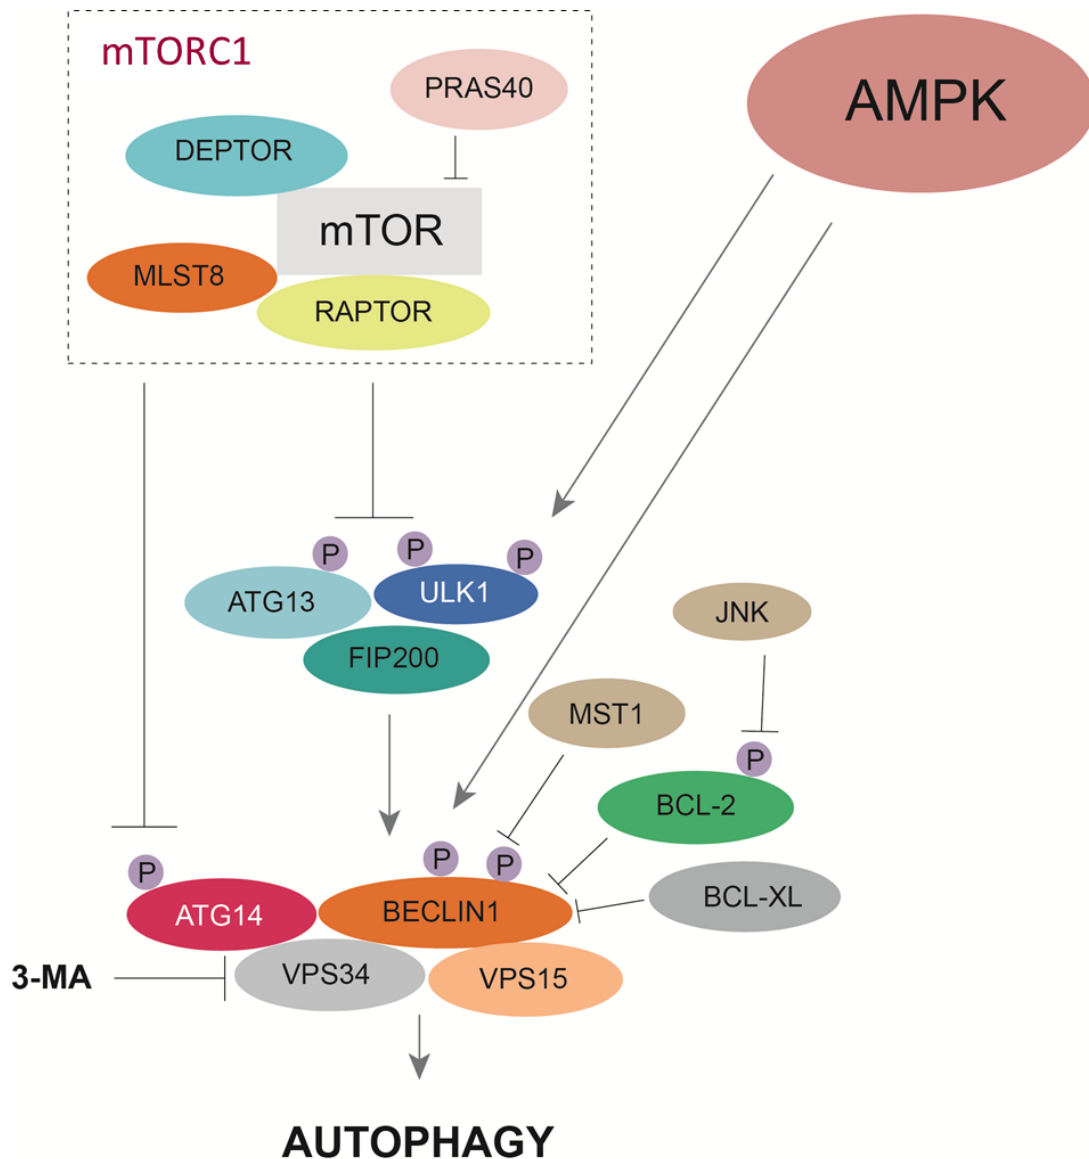 mTORC1
PRAS40
AMPK
DEPTOR
mTOR
MLST8
RAPTOR
P
P
P
ATG13
ULK1
JNK
FIP200
MST1
P
BCL-2
P
P
P
BCL-XL
ATG14
BECLIN1
3-MA
VPS34
VPS15
AUTOPHAGY